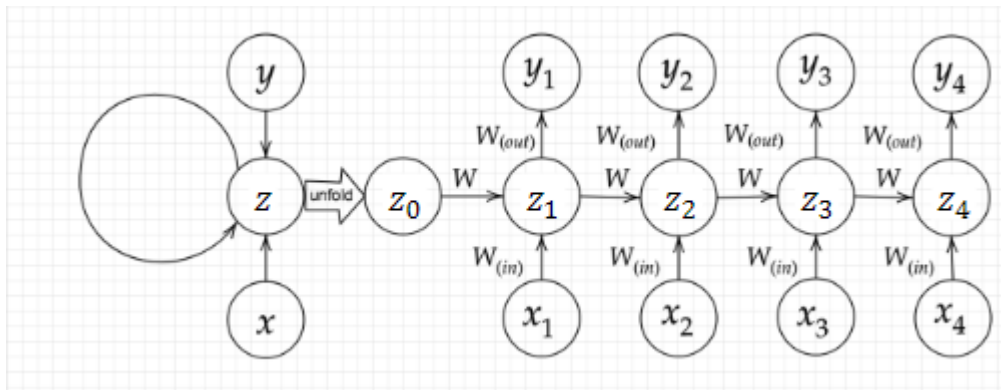 y y₁ y₂ y₃ y₄
W(out) W(out) W(out) W(out)
z unfold z₀ W z₁ W z₂ W z₃ W z₄
W(in) W(in) W(in) W(in)
x x₁ x₂ x₃ x₄